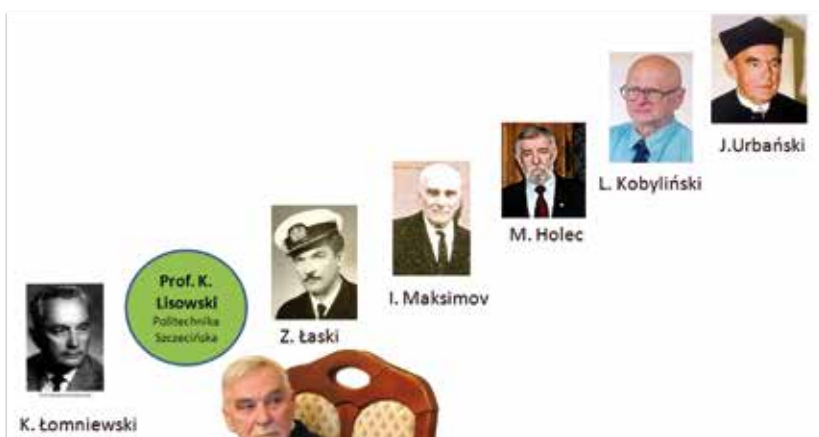 J.Urbański
L. Kobyliński
M. Holec
I. Maksimov
Prof. K.
Lisowski
Politechnika
Szczecińska
Z. Łaski
K. Łomniewski